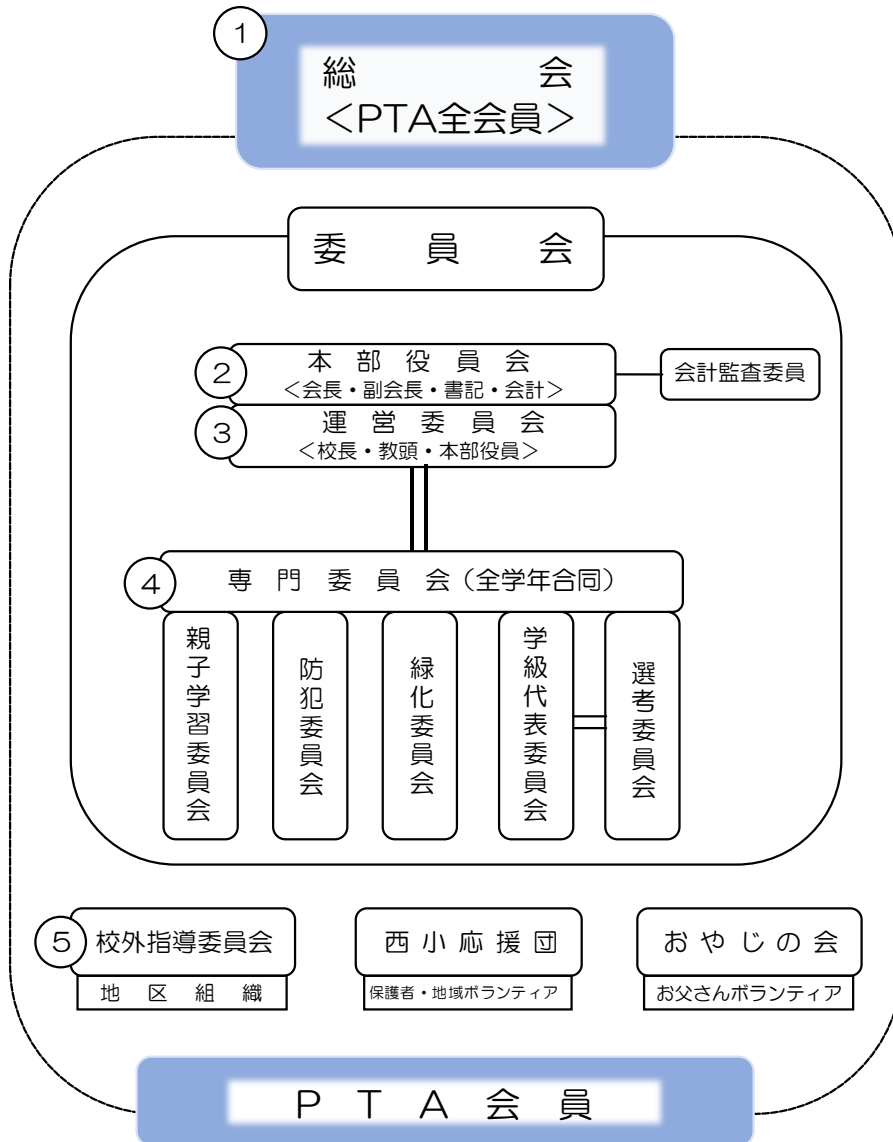 ①
総会
<PTA全会員>
委員会
②
本部役員会
<会長・副会長・書記・会計>
会計監査委員
③
運営委員会
<校長・教頭・本部役員>
④
専門委員会(全学年合同)
親子学習委員会
防犯委員会
緑化委員会
学級代表委員会
選考委員会
⑤
校外指導委員会
地区組織
西小応援団
保護者・地域ボランティア
おやじの会
お父さんボランティア
PTA会員